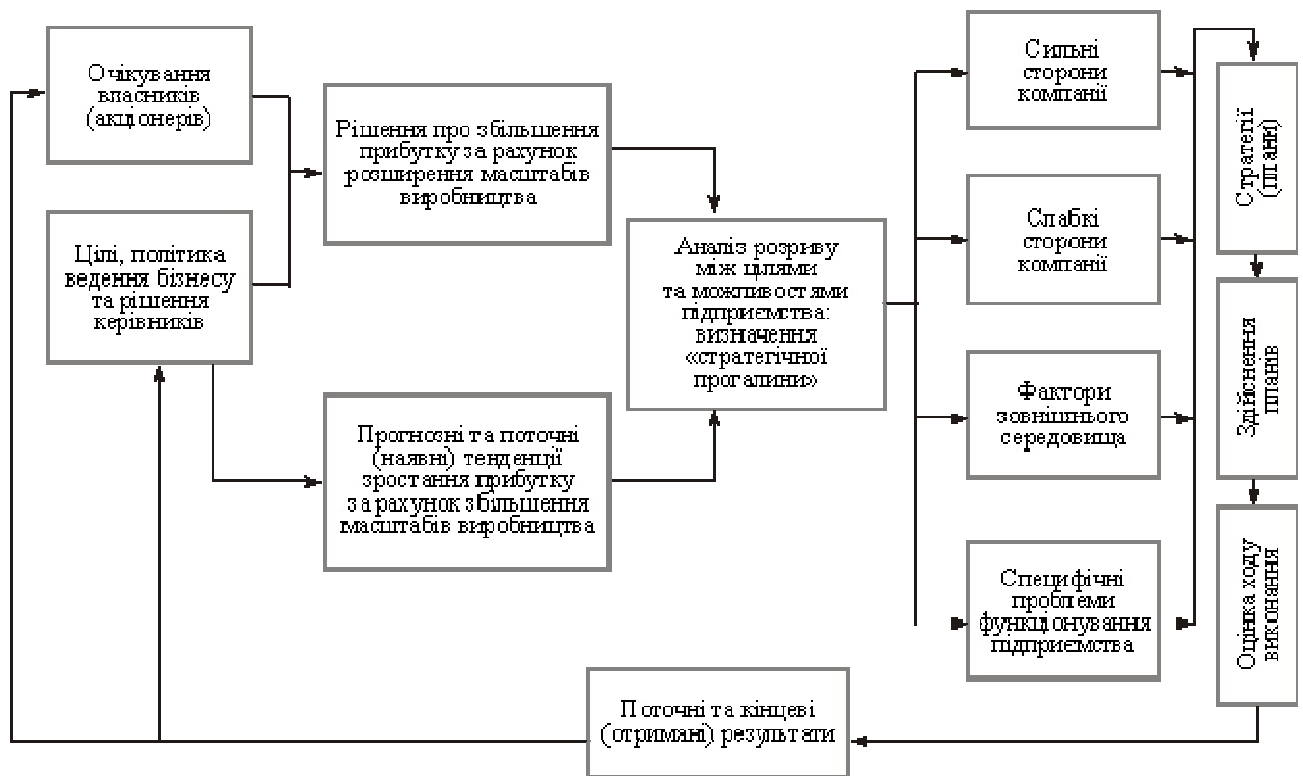 Очікування
власників
(акціонерів)
Цілі, політика
ведення бізнесу
та рішення
керівників
Рішення про збільшення
прибутку за рахунок
розширення масштабів
виробництва
Прогнозні та поточні
(наявні) тенденції
зростання прибутку
за рахунок збільшення
масштабів виробництва
Аналіз розриву
між цілями
та можливостями
підприємства:
визначення
«стратегічної
прогалини»
Сильні
сторони
компанії
Слабкі
сторони
компанії
Фактори
зовнішнього
середовища
Специфічні
проблеми
функціонування
підприємства
Стратегії
(плани)
Здійснення
планів
Оцінка ходу
виконання
Поточні та кінцеві
(отримані) результати